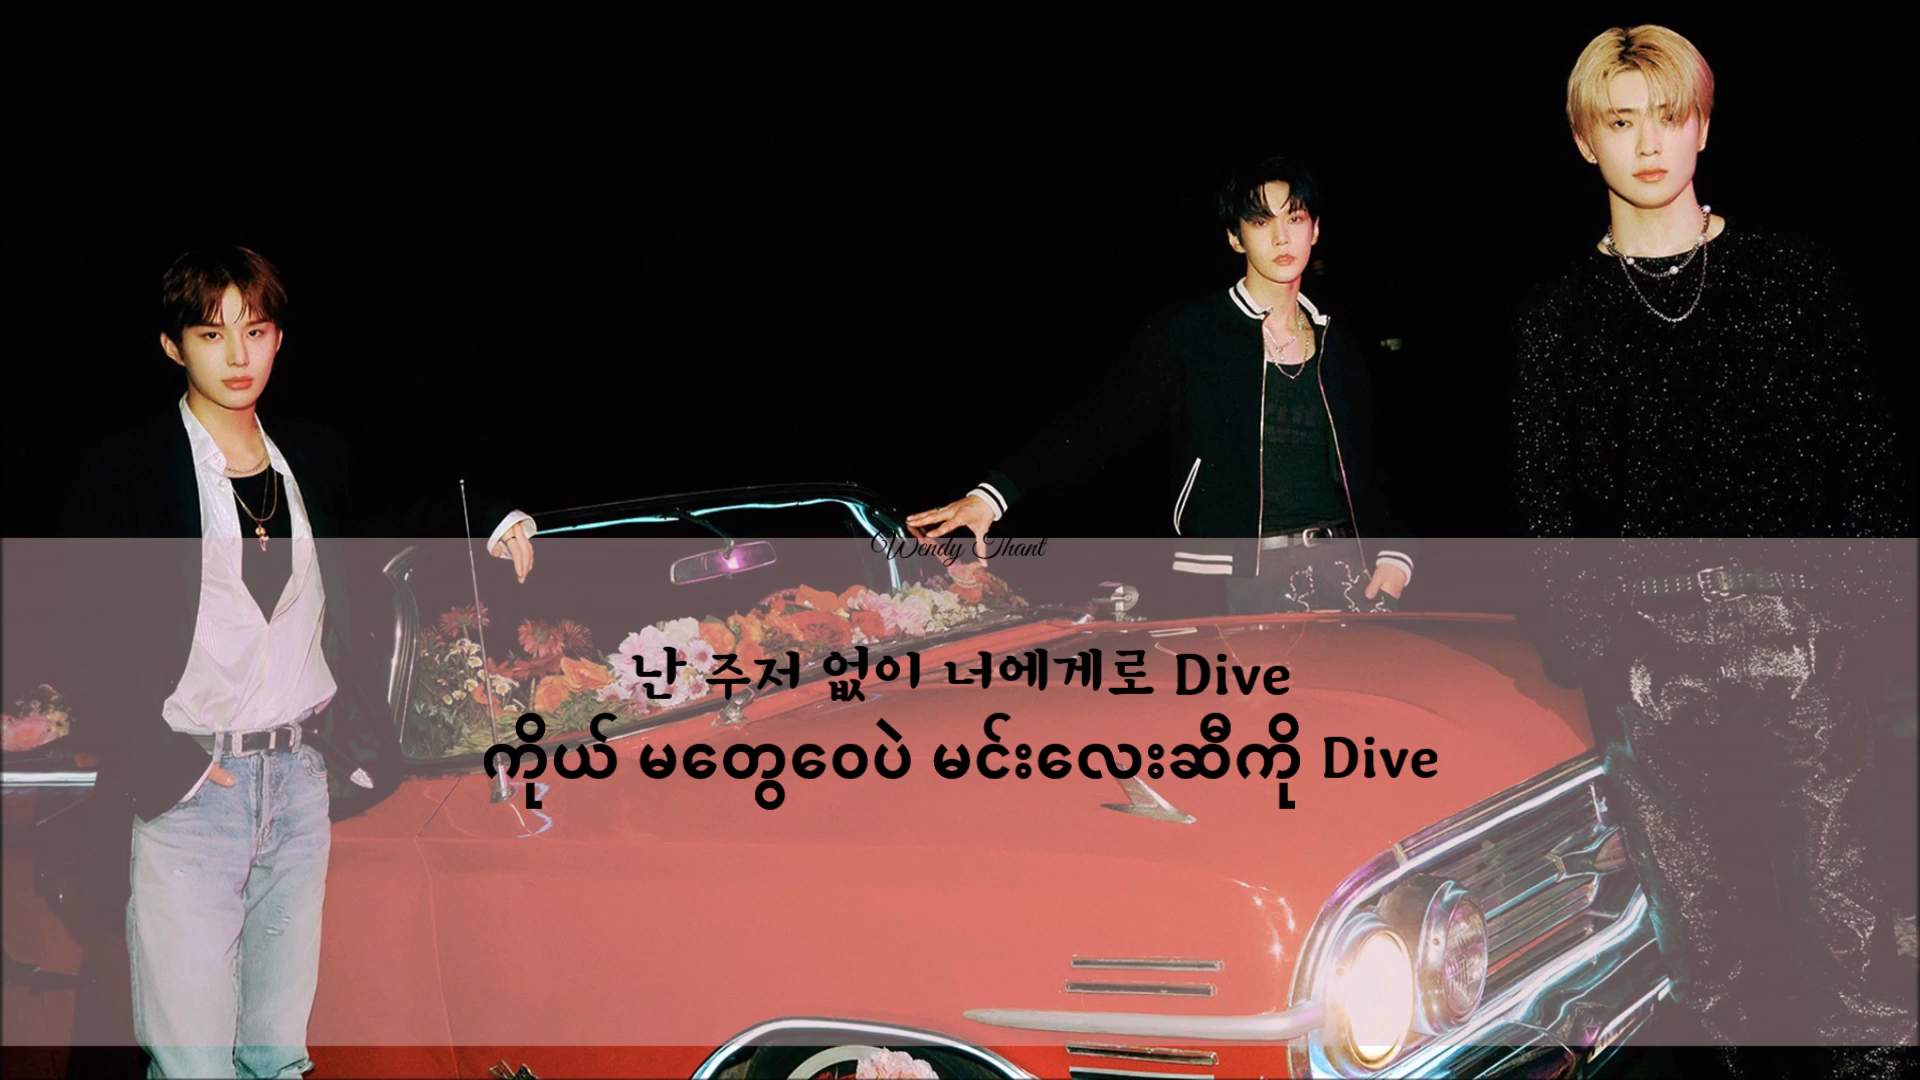 Wendy Thant
난 주저 없이 너에게로 Dive
ကိုယ် မတွေဝေပဲ မင်းလေးဆီကို Dive